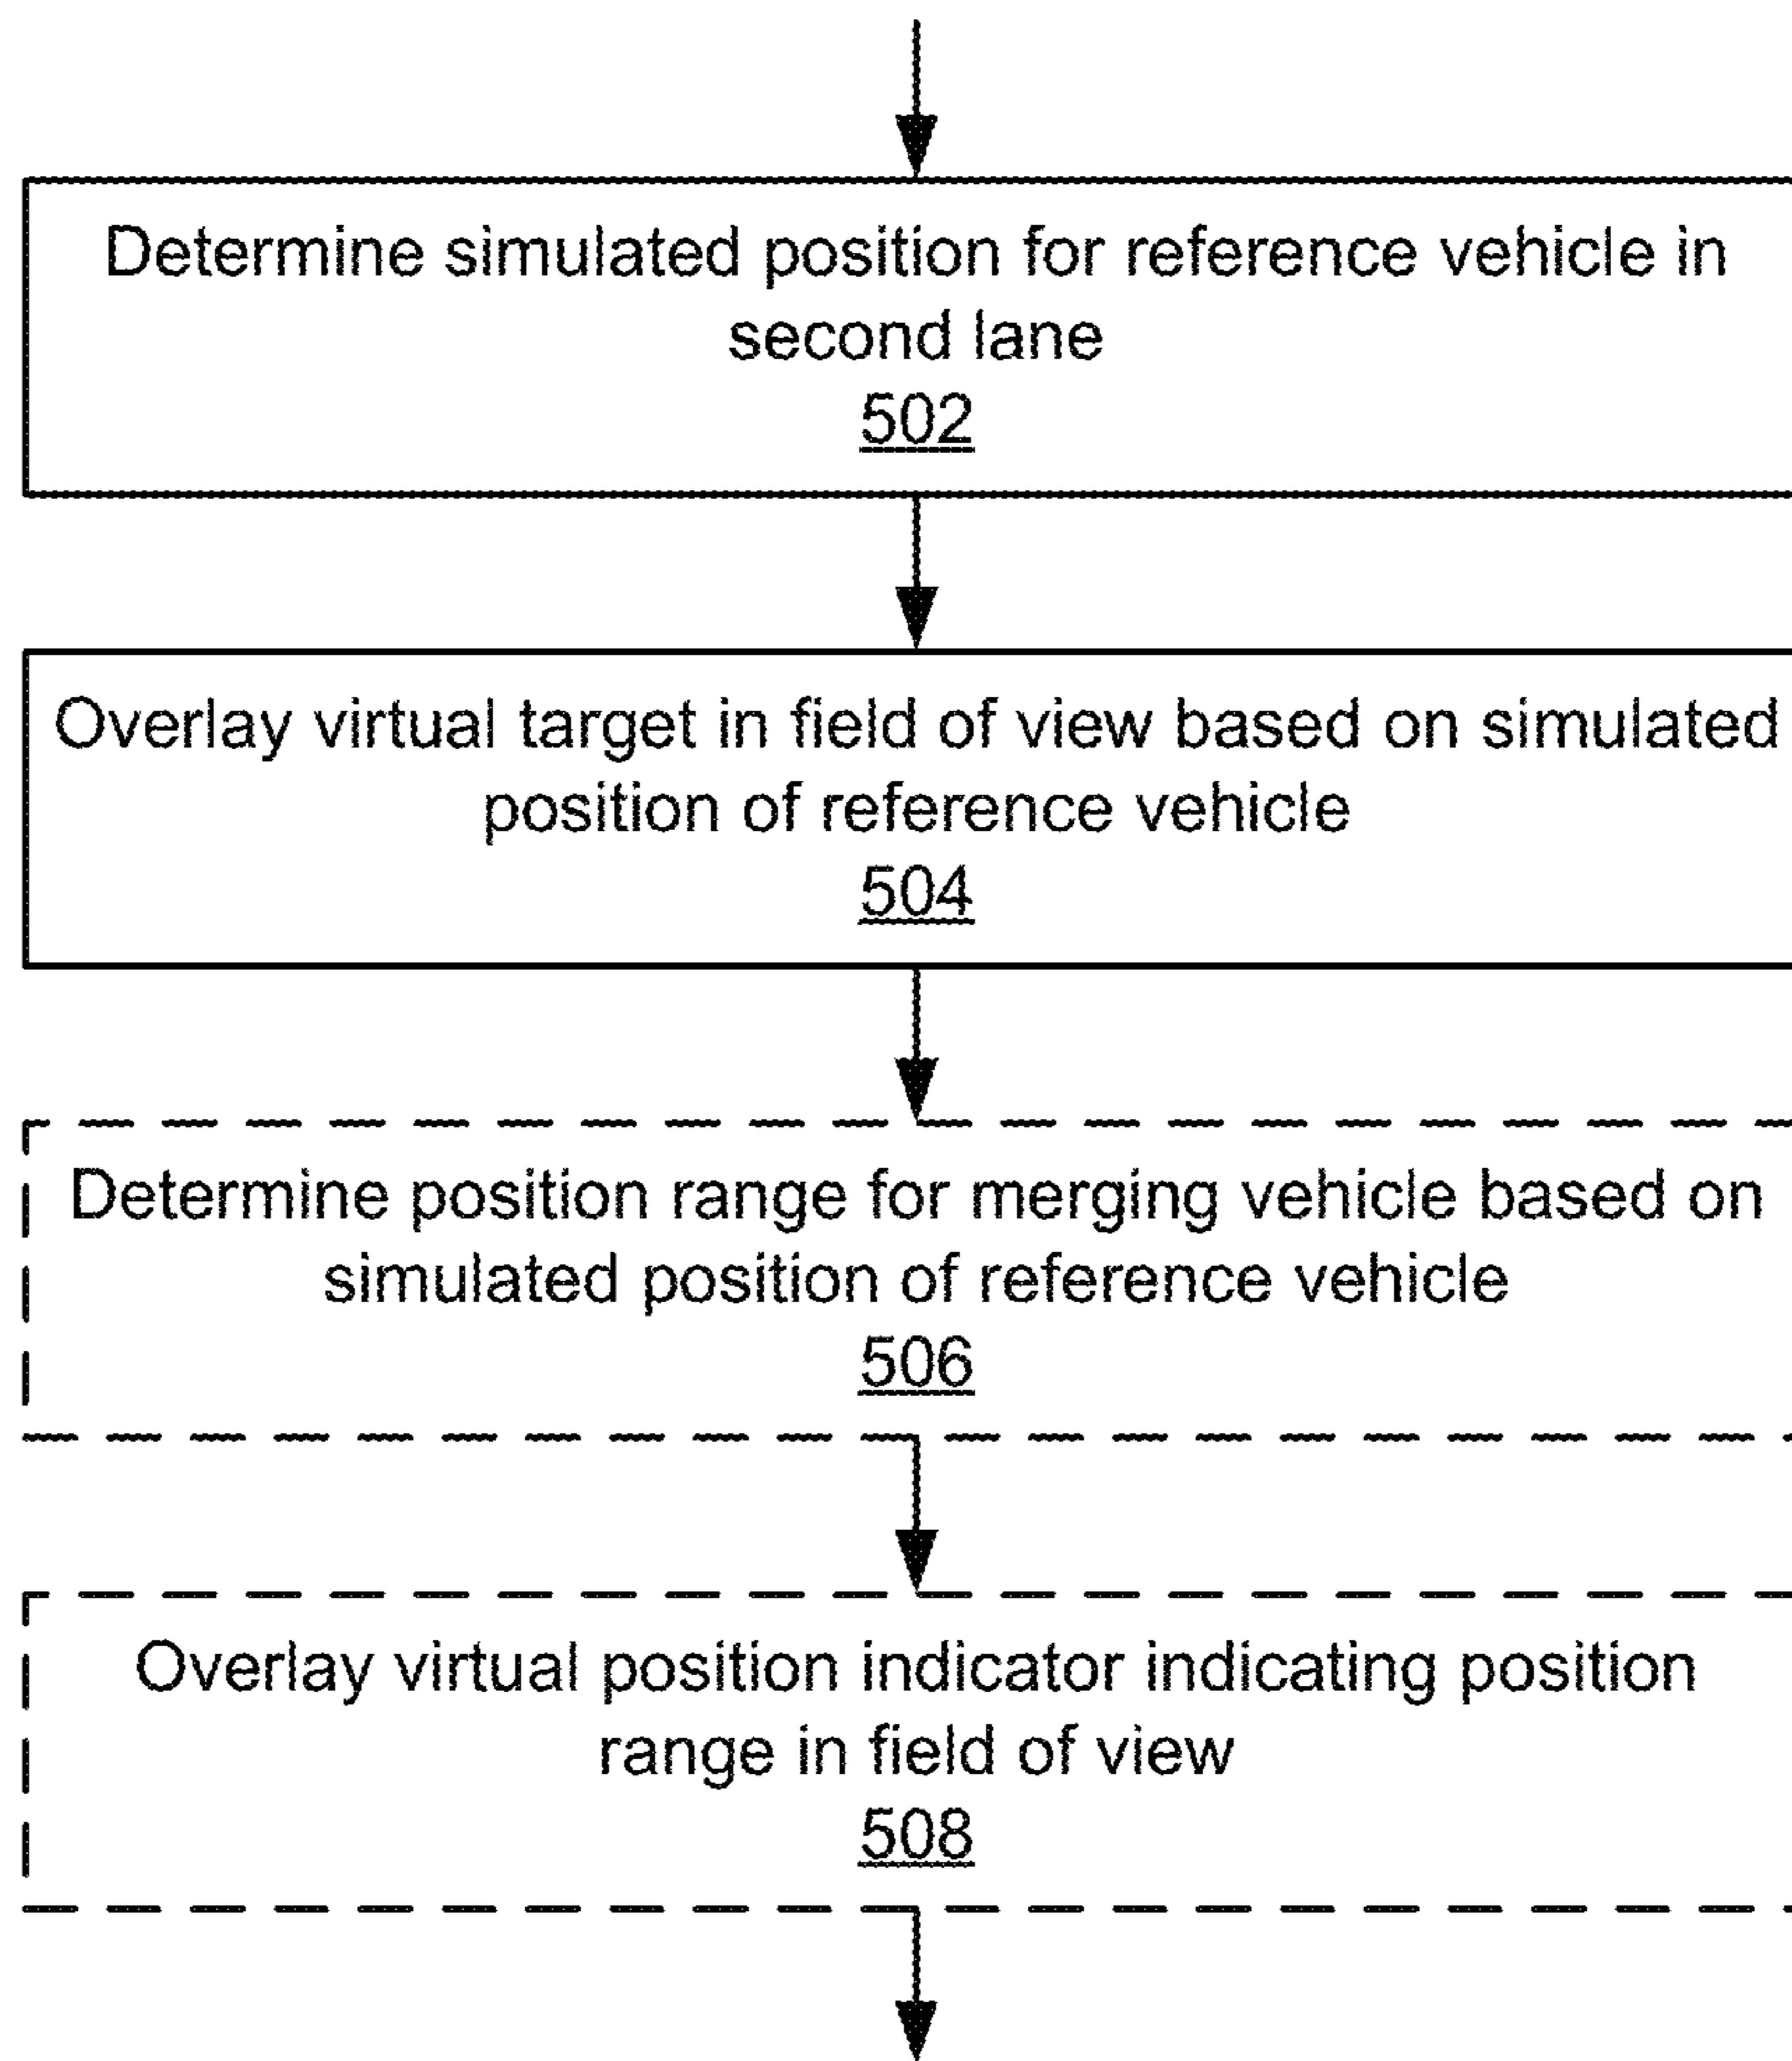 Determine simulated position for reference vehicle in
second lane
502
Overlay virtual target in field of view based on simulated
position of reference vehicle
504
Determine position range for merging vehicle based on
simulated position of reference vehicle
506
Overlay virtual position indicator indicating position
range in field of view
508